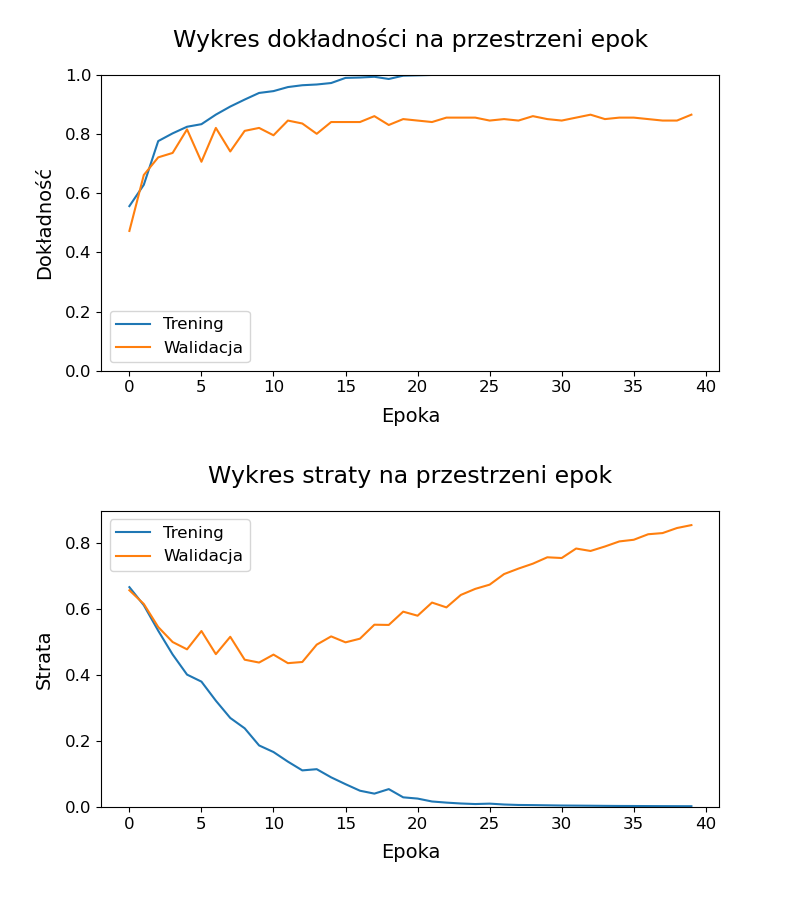 Wykres dokładności na przestrzeni epok
1.0
0.8
0.6
0.4
0.2
0.0
Dokładność
Trening
Walidacja
0 5 10 15 20 25 30 35 40
Epoka
Wykres straty na przestrzeni epok
0.8
0.6
0.4
0.2
0.0
Strata
Trening
Walidacja
0 5 10 15 20 25 30 35 40
Epoka